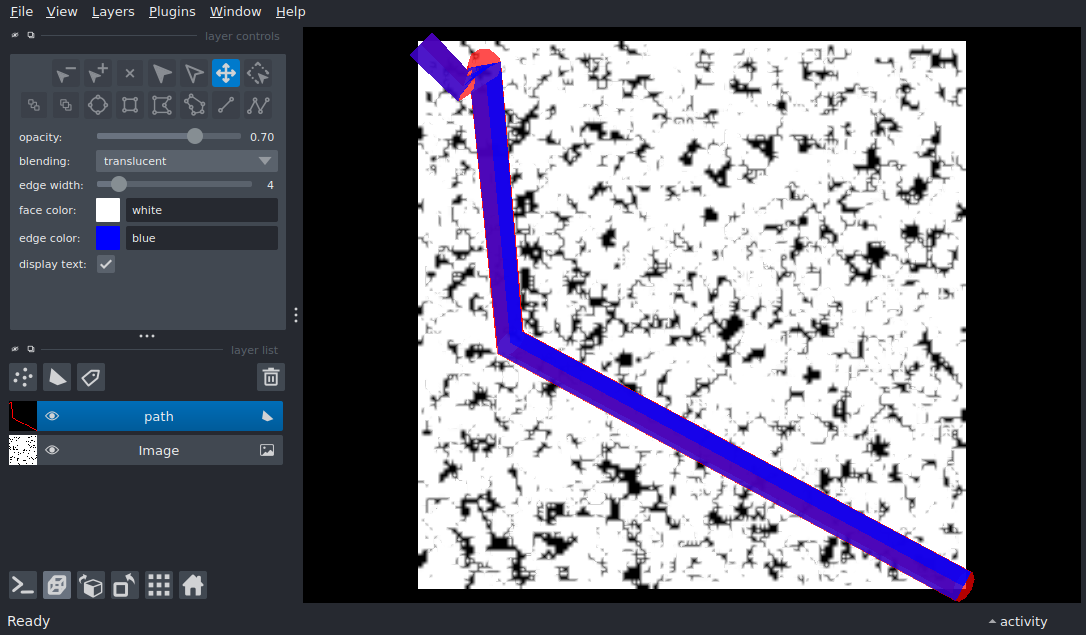 File View Layers Plugins Window Help
layer controls
opacity: 0.70
blending: translucent
edge width: 4
face color: white
edge color: blue
display text:
layer list
path
Image
Ready
activity